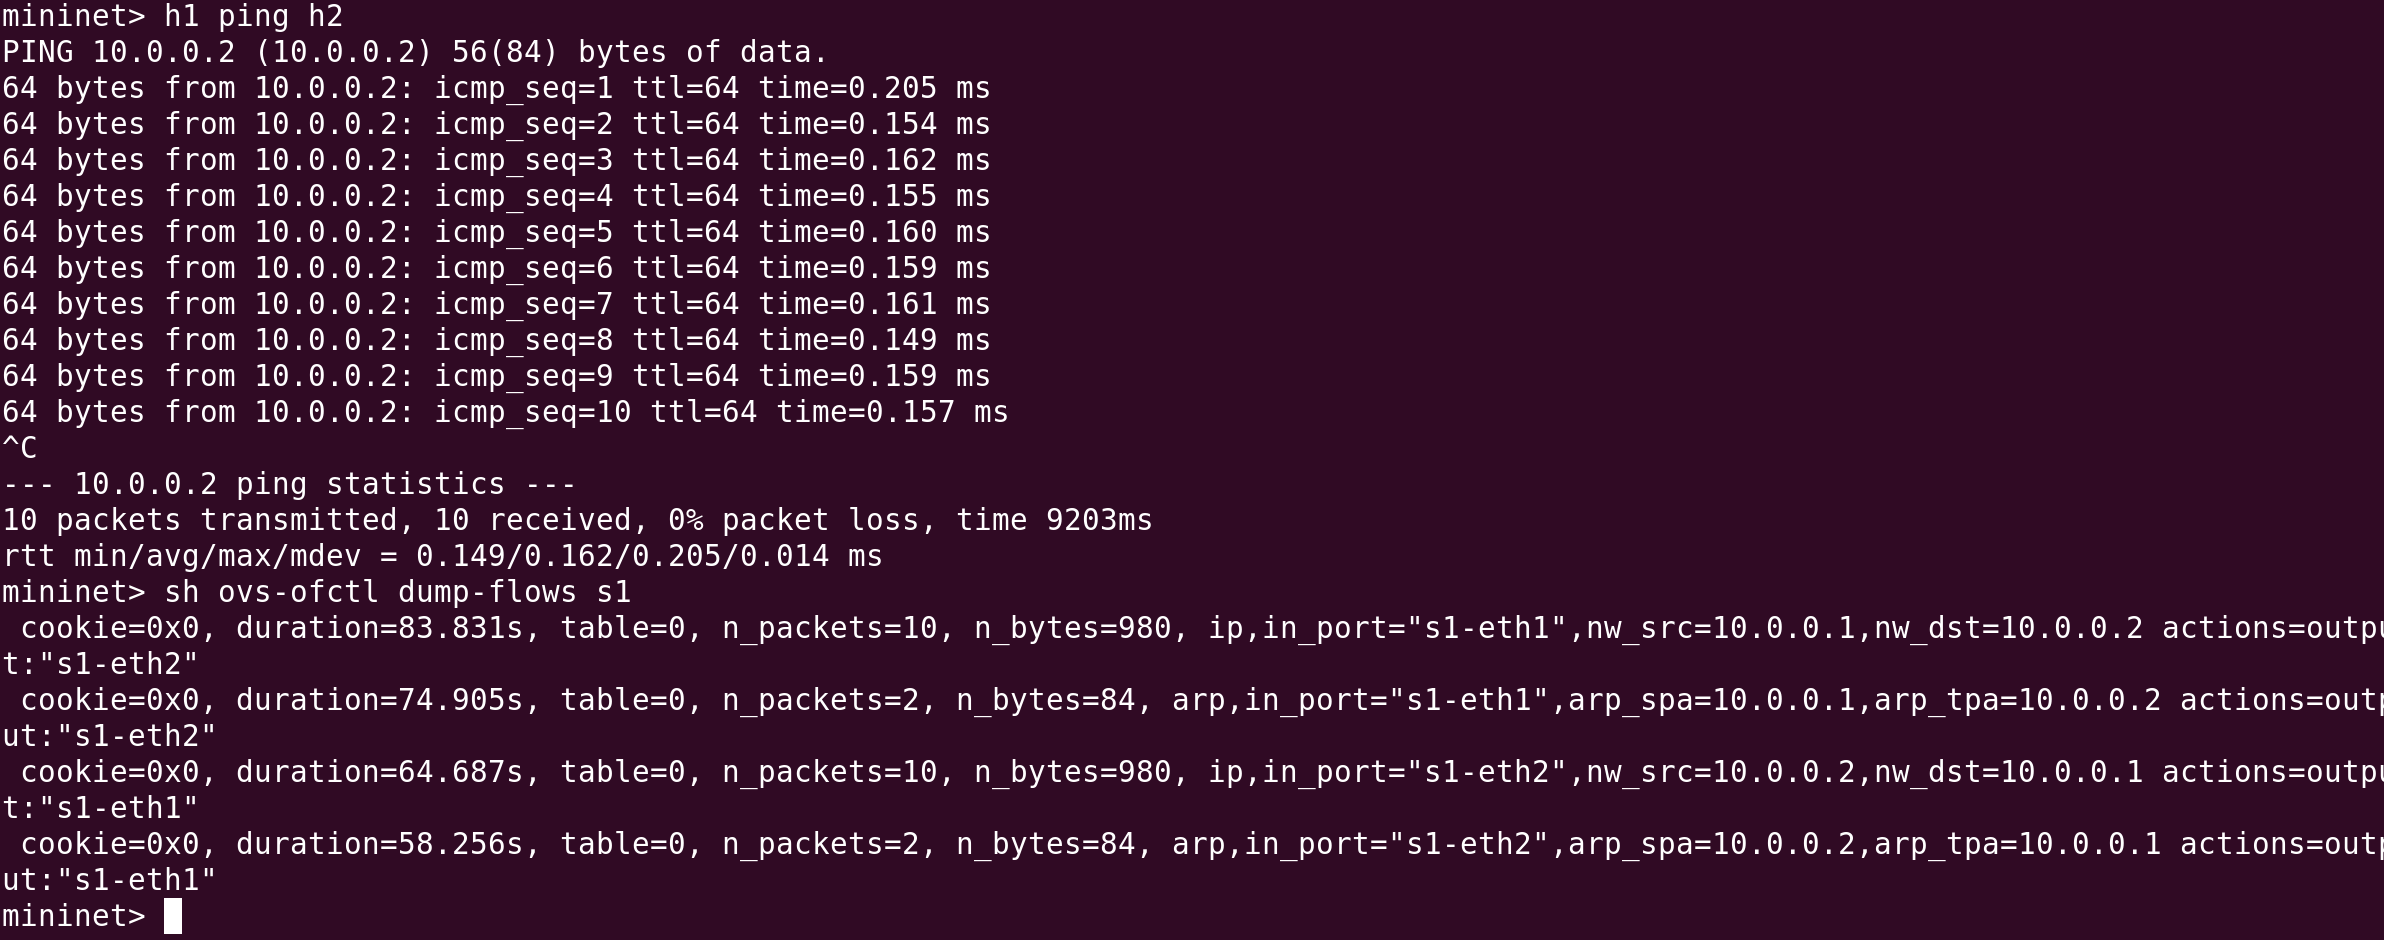 mininet> h1 ping h2
PING 10.0.0.2 (10.0.0.2) 56(84) bytes of data.
64 bytes from 10.0.0.2: icmp_seq=1 ttl=64 time=0.205 ms
64 bytes from 10.0.0.2: icmp_seq=2 ttl=64 time=0.154 ms
64 bytes from 10.0.0.2: icmp_seq=3 ttl=64 time=0.162 ms
64 bytes from 10.0.0.2: icmp_seq=4 ttl=64 time=0.155 ms
64 bytes from 10.0.0.2: icmp_seq=5 ttl=64 time=0.160 ms
64 bytes from 10.0.0.2: icmp_seq=6 ttl=64 time=0.159 ms
64 bytes from 10.0.0.2: icmp_seq=7 ttl=64 time=0.161 ms
64 bytes from 10.0.0.2: icmp_seq=8 ttl=64 time=0.149 ms
64 bytes from 10.0.0.2: icmp_seq=9 ttl=64 time=0.159 ms
64 bytes from 10.0.0.2: icmp_seq=10 ttl=64 time=0.157 ms
^C
--- 10.0.0.2 ping statistics ---
10 packets transmitted, 10 received, 0% packet loss, time 9203ms
rtt min/avg/max/mdev = 0.149/0.162/0.205/0.014 ms
mininet> sh ovs-ofctl dump-flows s1
 cookie=0x0, duration=83.831s, table=0, n_packets=10, n_bytes=980, ip,in_port="s1-eth1",nw_src=10.0.0.1,nw_dst=10.0.0.2 actions=outpu
t:"s1-eth2"
 cookie=0x0, duration=74.905s, table=0, n_packets=2, n_bytes=84, arp,in_port="s1-eth1",arp_spa=10.0.0.1,arp_tpa=10.0.0.2 actions=outp
ut:"s1-eth2"
 cookie=0x0, duration=64.687s, table=0, n_packets=10, n_bytes=980, ip,in_port="s1-eth2",nw_src=10.0.0.2,nw_dst=10.0.0.1 actions=outpu
t:"s1-eth1"
 cookie=0x0, duration=58.256s, table=0, n_packets=2, n_bytes=84, arp,in_port="s1-eth2",arp_spa=10.0.0.2,arp_tpa=10.0.0.1 actions=outp
ut:"s1-eth1"
mininet>